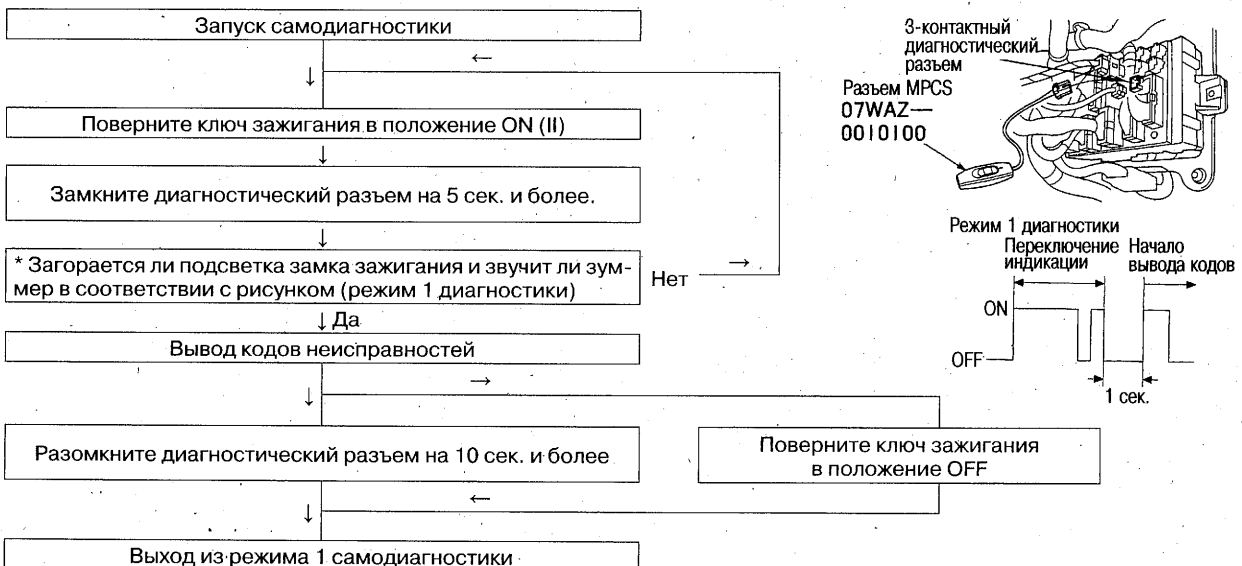 Запуск самодиагностики
Поверните ключ зажигания в положение ON (II)
Замкните диагностический разъем на 5 сек. и более.
* Загорается ли подсветка замка зажигания и звучит ли зум-
мер в соответствии с рисунком (режим 1 диагностики)
Нет
Да
Вывод кодов неисправностей
Разомкните диагностический разъем на 10 сек. и более
Поверните ключ зажигания
в положение OFF
Выход из режима 1 самодиагностики
3-контактный
диагностический
разъем
Разъем MPCS
07WAZ—
0010100
Режим 1 диагностики
Переключение
индикации
Начало
вывода кодов
ON
OFF
1 сек.